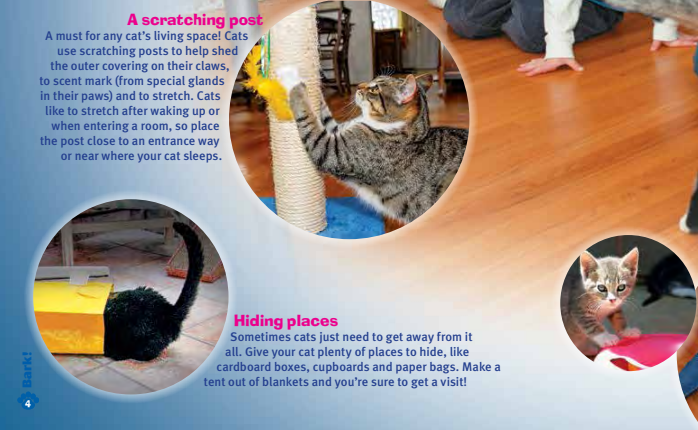 A scratching post
A must for any cat's living space! Cats
use scratching posts to help shed
the outer covering on their claws,
to scent mark (from special glands
in their paws) and to stretch. Cats
like to stretch after waking up or
when entering a room, so place
the post close to an entrance way
or near where your cat sleeps.
Hiding places
Sometimes cats just need to get away from it
all. Give your cat plenty of places to hide, like
cardboard boxes, cupboards and paper bags. Make a
tent out of blankets and you're sure to get a visit!
Bark!
4